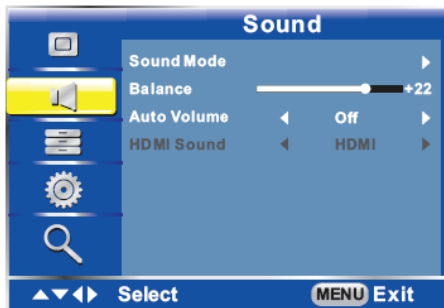 Sound
Sound Mode
Balance +22
Auto Volume Off
HDMI Sound HDMI
Select MENU Exit